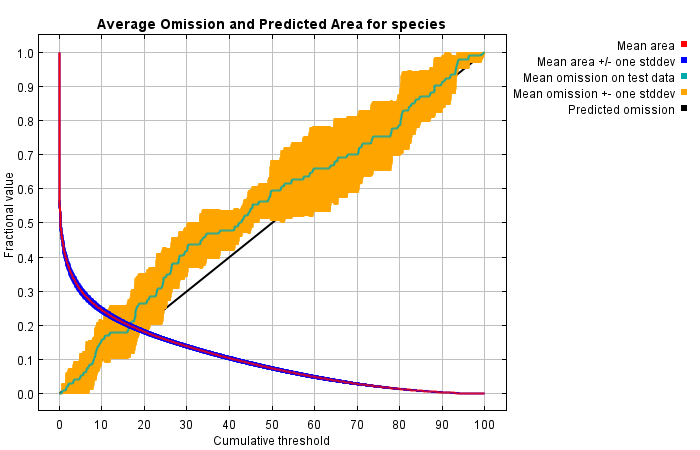 Average Omission and Predicted Area for species
Mean area
Mean area +/- one stddev
Mean omission on test data
Mean omission +- one stddev
Predicted omission
Fractional value
1.0
0.9
0.8
0.7
0.6
0.5
0.4
0.3
0.2
0.1
0.0
0 10 20 30 40 50 60 70 80 90 100
Cumulative threshold